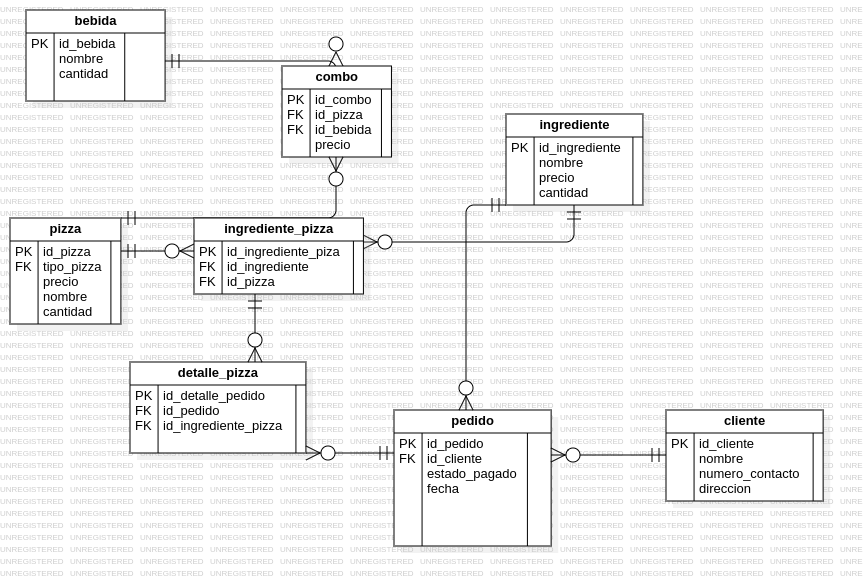 bebida
PK id_bebida
nombre
cantidad
combo
PK id_combo
FK id_pizza
FK id_bebida
precio
ingrediente
PK id_ingrediente
nombre
precio
cantidad
pizza
PK id_pizza
FK tipo_pizza
precio
nombre
cantidad
ingrediente_pizza
PK id_ingrediente_piza
FK id_ingrediente
FK id_pizza
detalle_pizza
PK id_detalle_pedido
FK id_pedido
FK id_ingrediente_pizza
pedido
PK id_pedido
FK id_cliente
estado_pagado
fecha
cliente
PK id_cliente
nombre
numero_contacto
direccion
UNREGISTERED